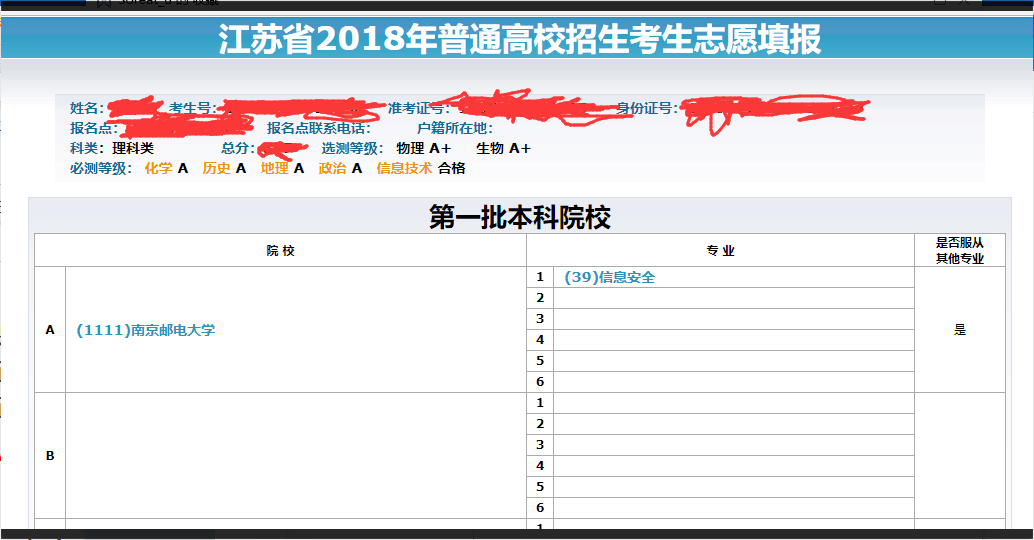 江苏省2018年普通高校招生考生志愿填报
姓名： 考生号： 准考证号： 身份证号：
报名点： 报名点联系电话： 户籍所在地：
科类：理科类 总分： 选测等级： 物理 A+ 生物 A+
必测等级： 化学 A 历史 A 地理 A 政治 A 信息技术 合格
第一批本科院校
院 校 专 业 是否服从
其他专业
1 (39)信息安全
2
3
A (1111)南京邮电大学 是
4
5
6
1
2
3
B
4
5
6
1